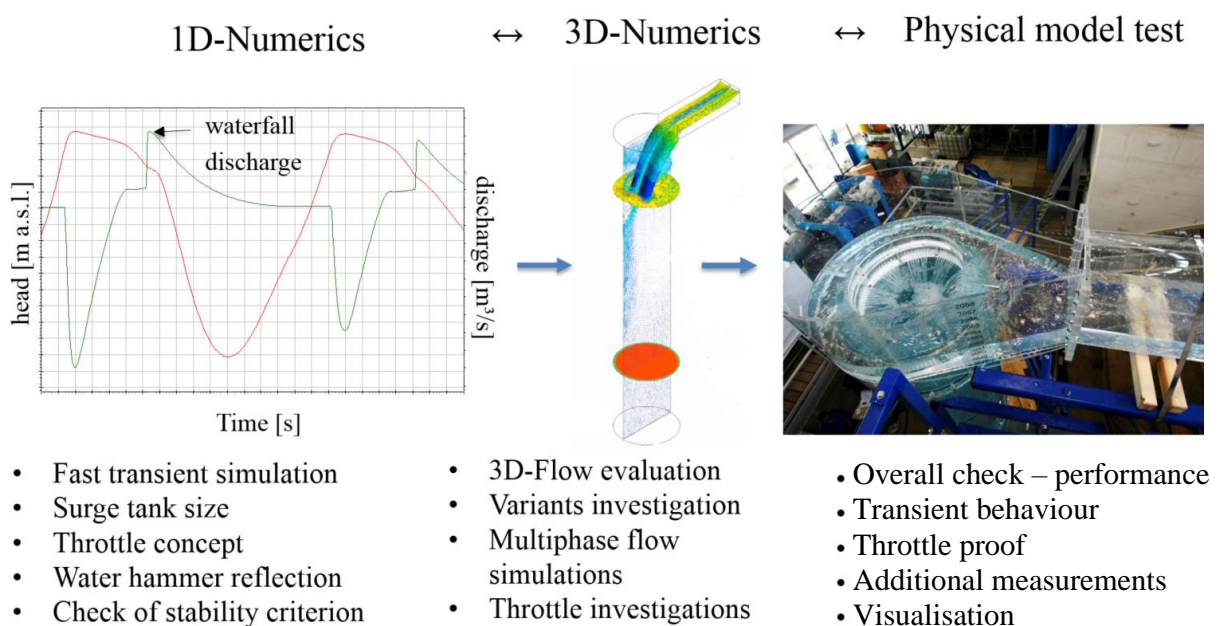 1D-Numerics ↔ 3D-Numerics ↔ Physical model test
waterfall
discharge
head [m a.s.l.]
discharge [m³/s]
Time [s]
• Fast transient simulation
• Surge tank size
• Throttle concept
• Water hammer reflection
• Check of stability criterion
• 3D-Flow evaluation
• Variants investigation
• Multiphase flow
simulations
• Throttle investigations
2068
2067
• Overall check – performance
• Transient behaviour
• Throttle proof
• Additional measurements
• Visualisation